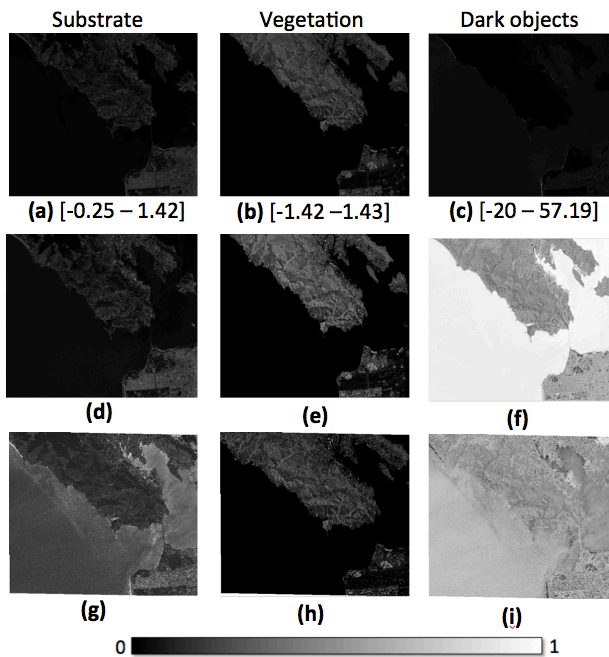 Substrate Vegetation Dark objects
(a) [-0.25 – 1.42] (b) [-1.42 –1.43] (c) [-20 – 57.19]
(d) (e) (f)
(g) (h) (i)
0 1